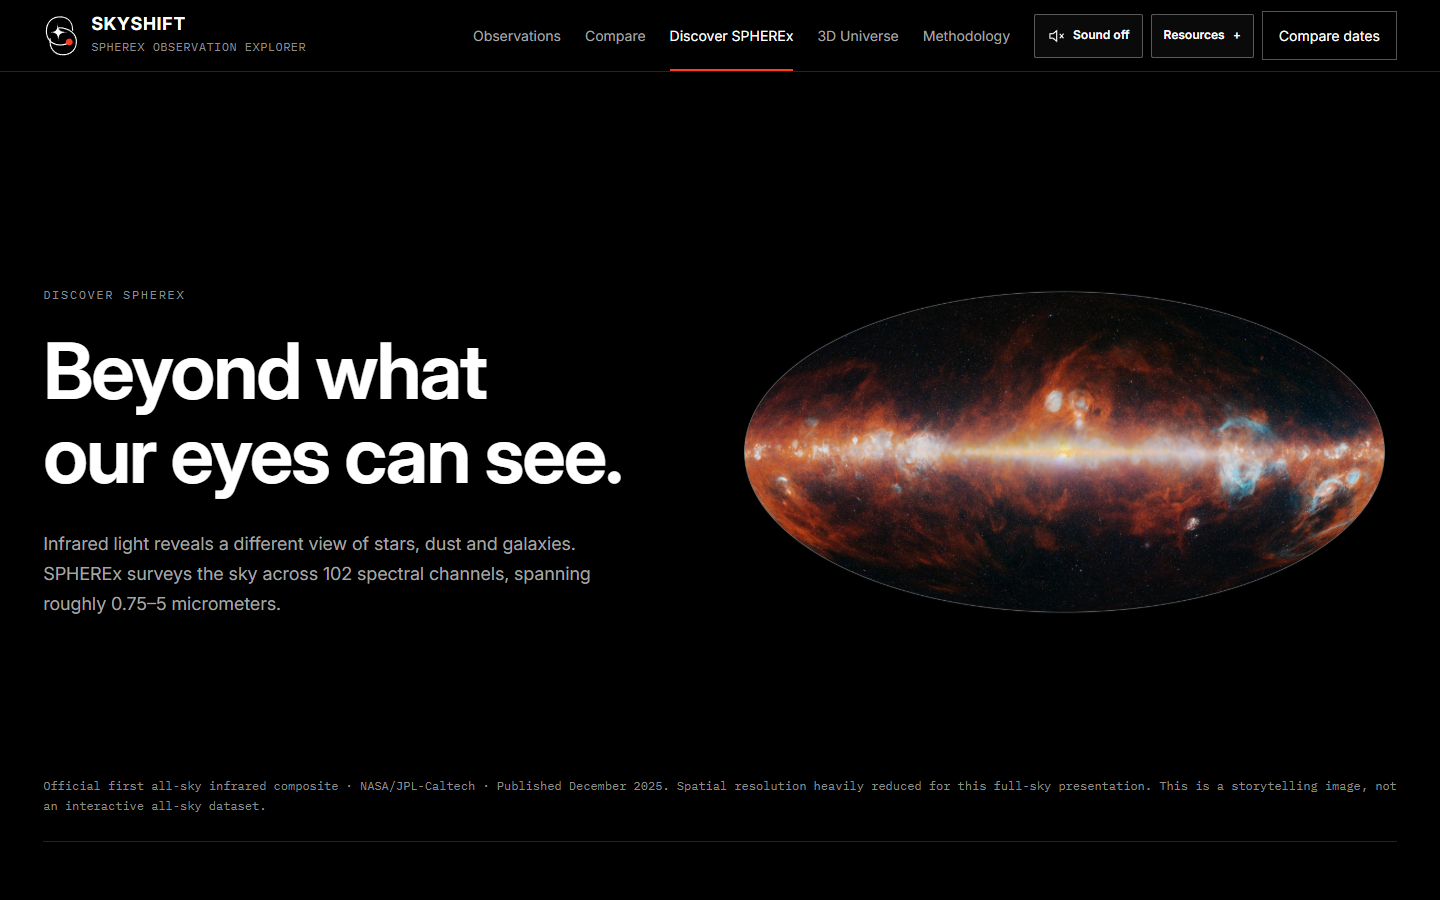 SKYSHIFT
SPHEREX OBSERVATION EXPLORER
Observations
Compare
Discover SPHEREx
3D Universe
Methodology
Sound off
Resources +
Compare dates
DISCOVER SPHEREX
Beyond what
our eyes can see.
Infrared light reveals a different view of stars, dust and galaxies.
SPHEREx surveys the sky across 102 spectral channels, spanning
roughly 0.75–5 micrometers.
Official first all-sky infrared composite · NASA/JPL-Caltech · Published December 2025. Spatial resolution heavily reduced for this full-sky presentation. This is a storytelling image, not
an interactive all-sky dataset.